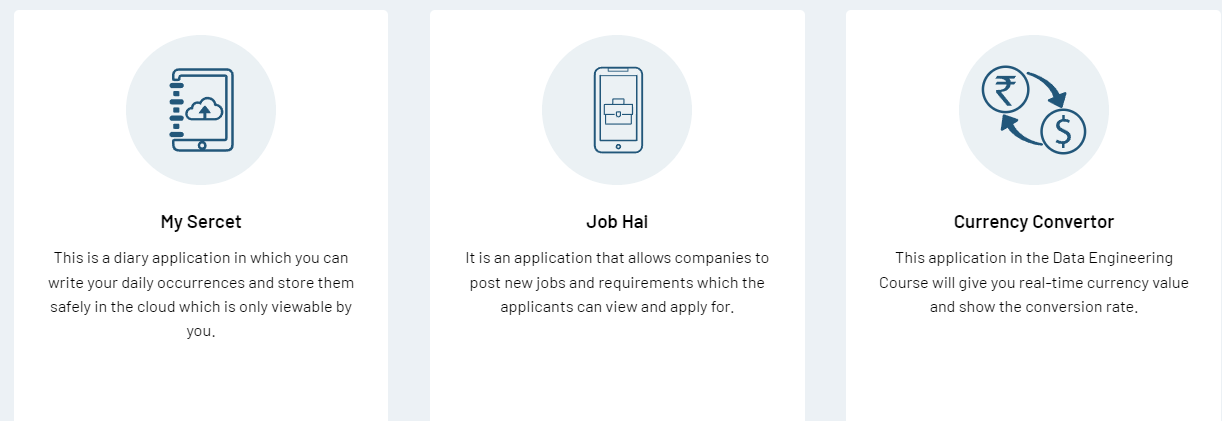 My Sercet
This is a diary application in which you can
write your daily occurrences and store them
safely in the cloud which is only viewable by
you.
Job Hai
It is an application that allows companies to
post new jobs and requirements which the
applicants can view and apply for.
₹
$
Currency Convertor
This application in the Data Engineering
Course will give you real-time currency value
and show the conversion rate.